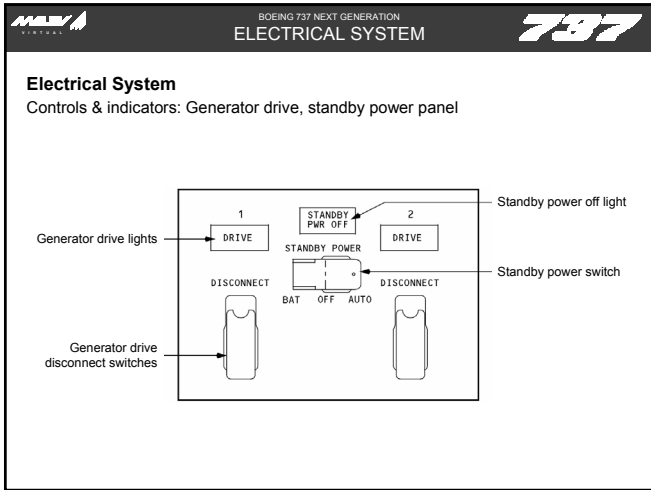 MALEV
VIRTUAL
BOEING 737 NEXT GENERATION
ELECTRICAL SYSTEM
737
Electrical System
Controls & indicators: Generator drive, standby power panel
Standby power off light
1
STANDBY
PWR OFF
2
Generator drive lights
DRIVE
DRIVE
STANDBY POWER
Standby power switch
DISCONNECT
DISCONNECT
BAT OFF AUTO
Generator drive
disconnect switches